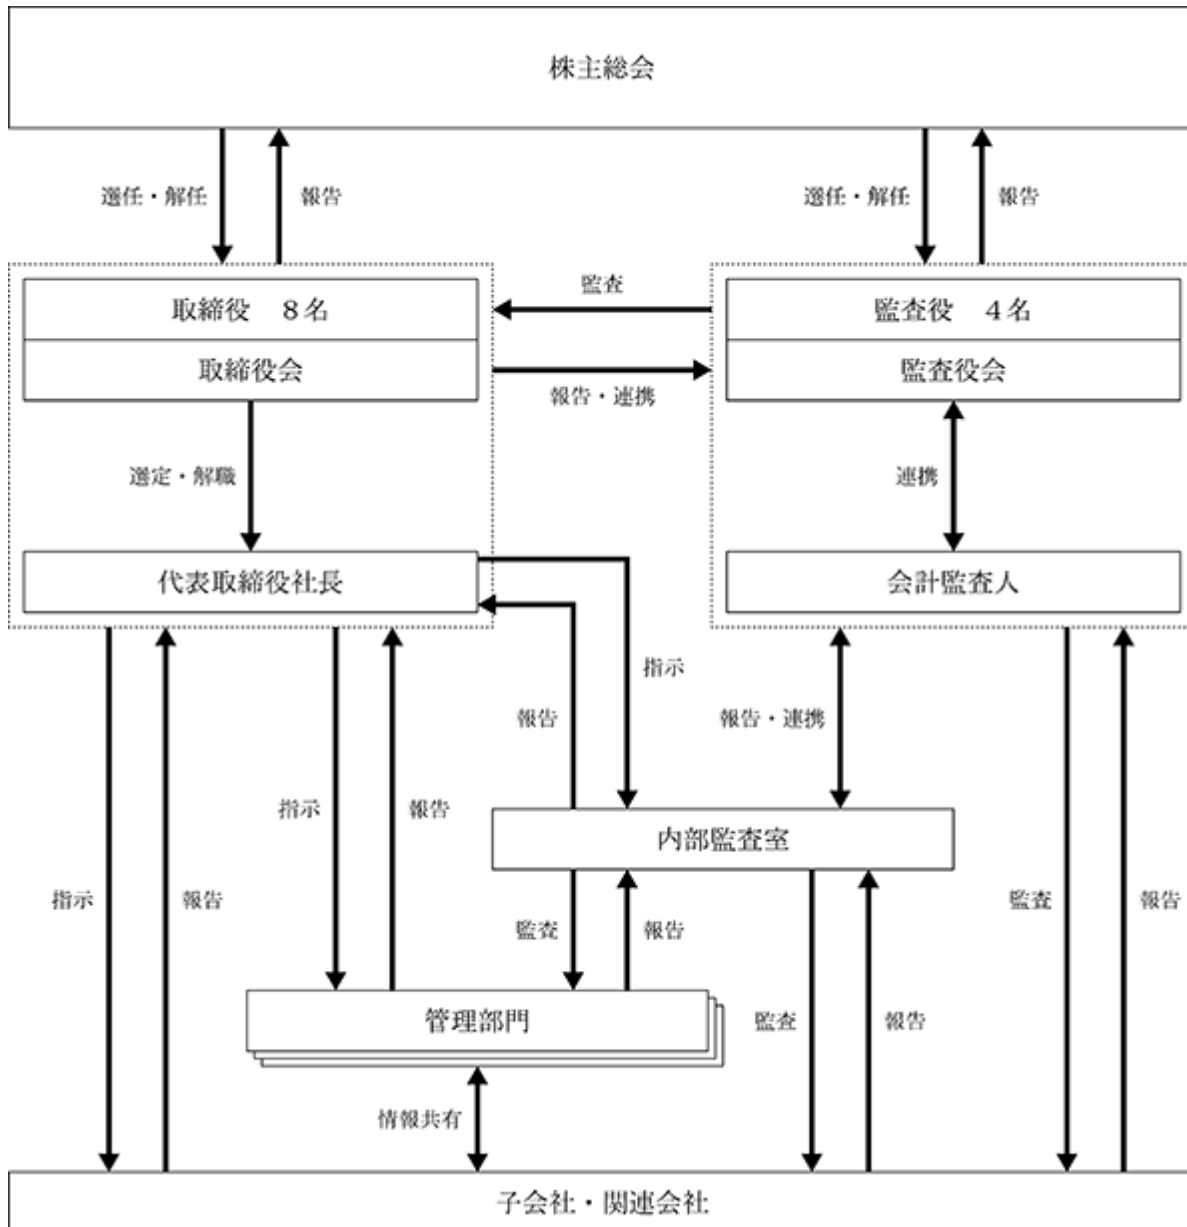 株主総会
選任・解任
報告
選任・解任
報告
取締役　８名
取締役会
監査
報告・連携
監査役　４名
監査役会
選定・解職
連携
代表取締役社長
会計監査人
指示
報告
報告・連携
指示
報告
内部監査室
指示
報告
監査
報告
監査
報告
管理部門
監査
報告
情報共有
子会社・関連会社